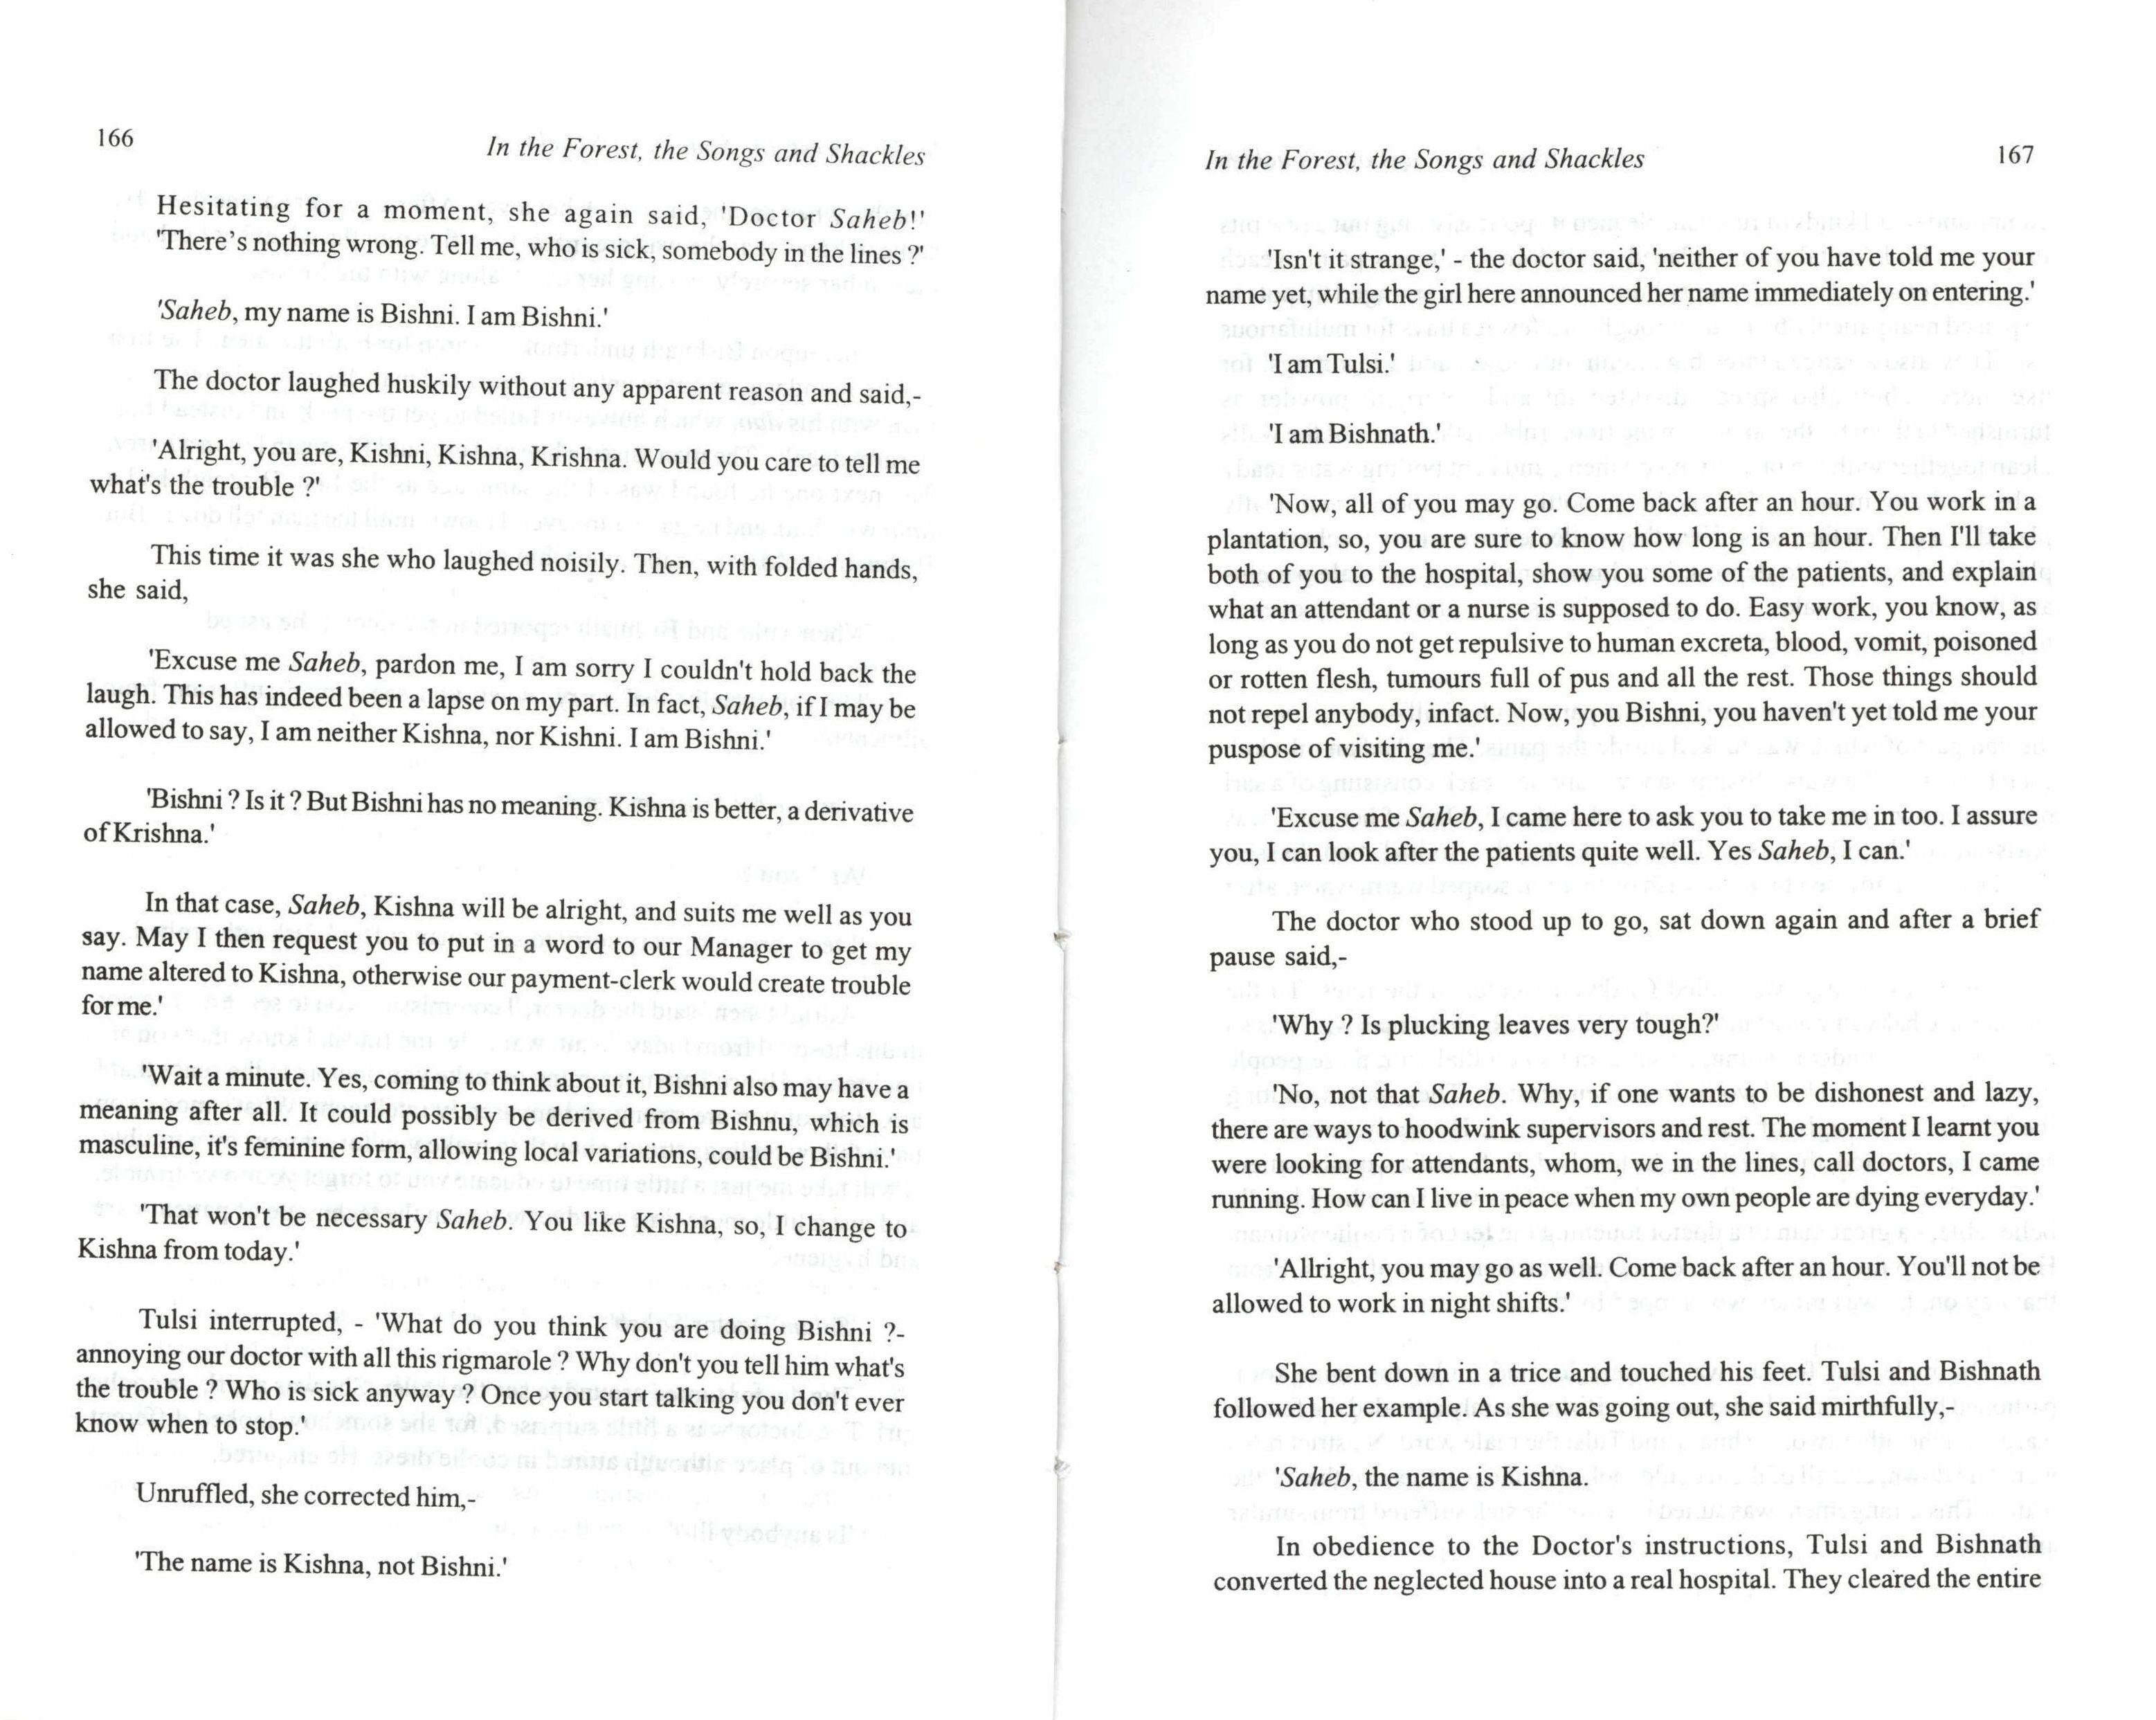 166
In the Forest, the Songs and Shackles
Hesitating for a moment, she again said, 'Doctor Saheb!'
'There's nothing wrong. Tell me, who is sick, somebody in the lines ?'
'Saheb, my name is Bishni. I am Bishni.'
The doctor laughed huskily without any apparent reason and said,-
'Alright, you are, Kishni, Kishna, Krishna. Would you care to tell me
what's the trouble ?'
This time it was she who laughed noisily. Then, with folded hands,
she said,
'Excuse me Saheb, pardon me, I am sorry I couldn't hold back the
laugh. This has indeed been a lapse on my part. In fact, Saheb, if I may be
allowed to say, I am neither Kishna, nor Kishni. I am Bishni.'
'Bishni ? Is it ? But Bishni has no meaning. Kishna is better, a derivative
of Krishna.'
In that case, Saheb, Kishna will be alright, and suits me well as you
say. May I then request you to put in a word to our Manager to get my
name altered to Kishna, otherwise our payment-clerk would create trouble
for me.'
'Wait a minute. Yes, coming to think about it, Bishni also may have a
meaning after all. It could possibly be derived from Bishnu, which is
masculine, it's feminine form, allowing local variations, could be Bishni.'
'That won't be necessary Saheb. You like Kishna, so, I change to
Kishna from today.'
Tulsi interrupted, - 'What do you think you are doing Bishni ?-
annoying our doctor with all this rigmarole ? Why don't you tell him what's
the trouble ? Who is sick anyway ? Once you start talking you don't ever
know when to stop.'
Unruffled, she corrected him,-
'The name is Kishna, not Bishni.'
In the Forest, the Songs and Shackles
167
'Isn't it strange,' - the doctor said, 'neither of you have told me your
name yet, while the girl here announced her name immediately on entering.'
'I am Tulsi.'
'I am Bishnath.'
'Now, all of you may go. Come back after an hour. You work in a
plantation, so, you are sure to know how long is an hour. Then I'll take
both of you to the hospital, show you some of the patients, and explain
what an attendant or a nurse is supposed to do. Easy work, you know, as
long as you do not get repulsive to human excreta, blood, vomit, poisoned
or rotten flesh, tumours full of pus and all the rest. Those things should
not repel anybody, infact. Now, you Bishni, you haven't yet told me your
puspose of visiting me.'
'Excuse me Saheb, I came here to ask you to take me in too. I assure
you, I can look after the patients quite well. Yes Saheb, I can.'
The doctor who stood up to go, sat down again and after a brief
pause said,-
'Why ? Is plucking leaves very tough?'
'No, not that Saheb. Why, if one wants to be dishonest and lazy,
there are ways to hoodwink supervisors and rest. The moment I learnt you
were looking for attendants, whom, we in the lines, call doctors, I came
running. How can I live in peace when my own people are dying everyday.'
'Allright, you may go as well. Come back after an hour. You'll not be
allowed to work in night shifts.'
She bent down in a trice and touched his feet. Tulsi and Bishnath
followed her example. As she was going out, she said mirthfully,-
'Saheb, the name is Kishna.
In obedience to the Doctor's instructions, Tulsi and Bishnath
converted the neglected house into a real hospital. They cleared the entire